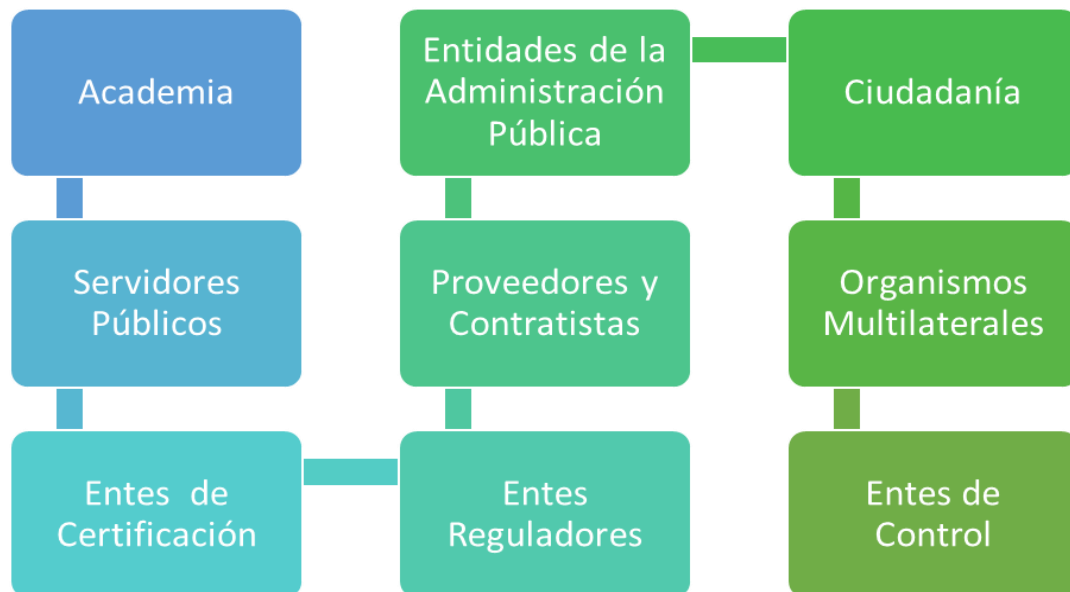 Academia
Servidores
Públicos
Entes de
Certificación
Entes
Reguladores
Proveedores y
Contratistas
Entidades de la
Administración
Pública
Ciudadanía
Organismos
Multilaterales
Entes de
Control